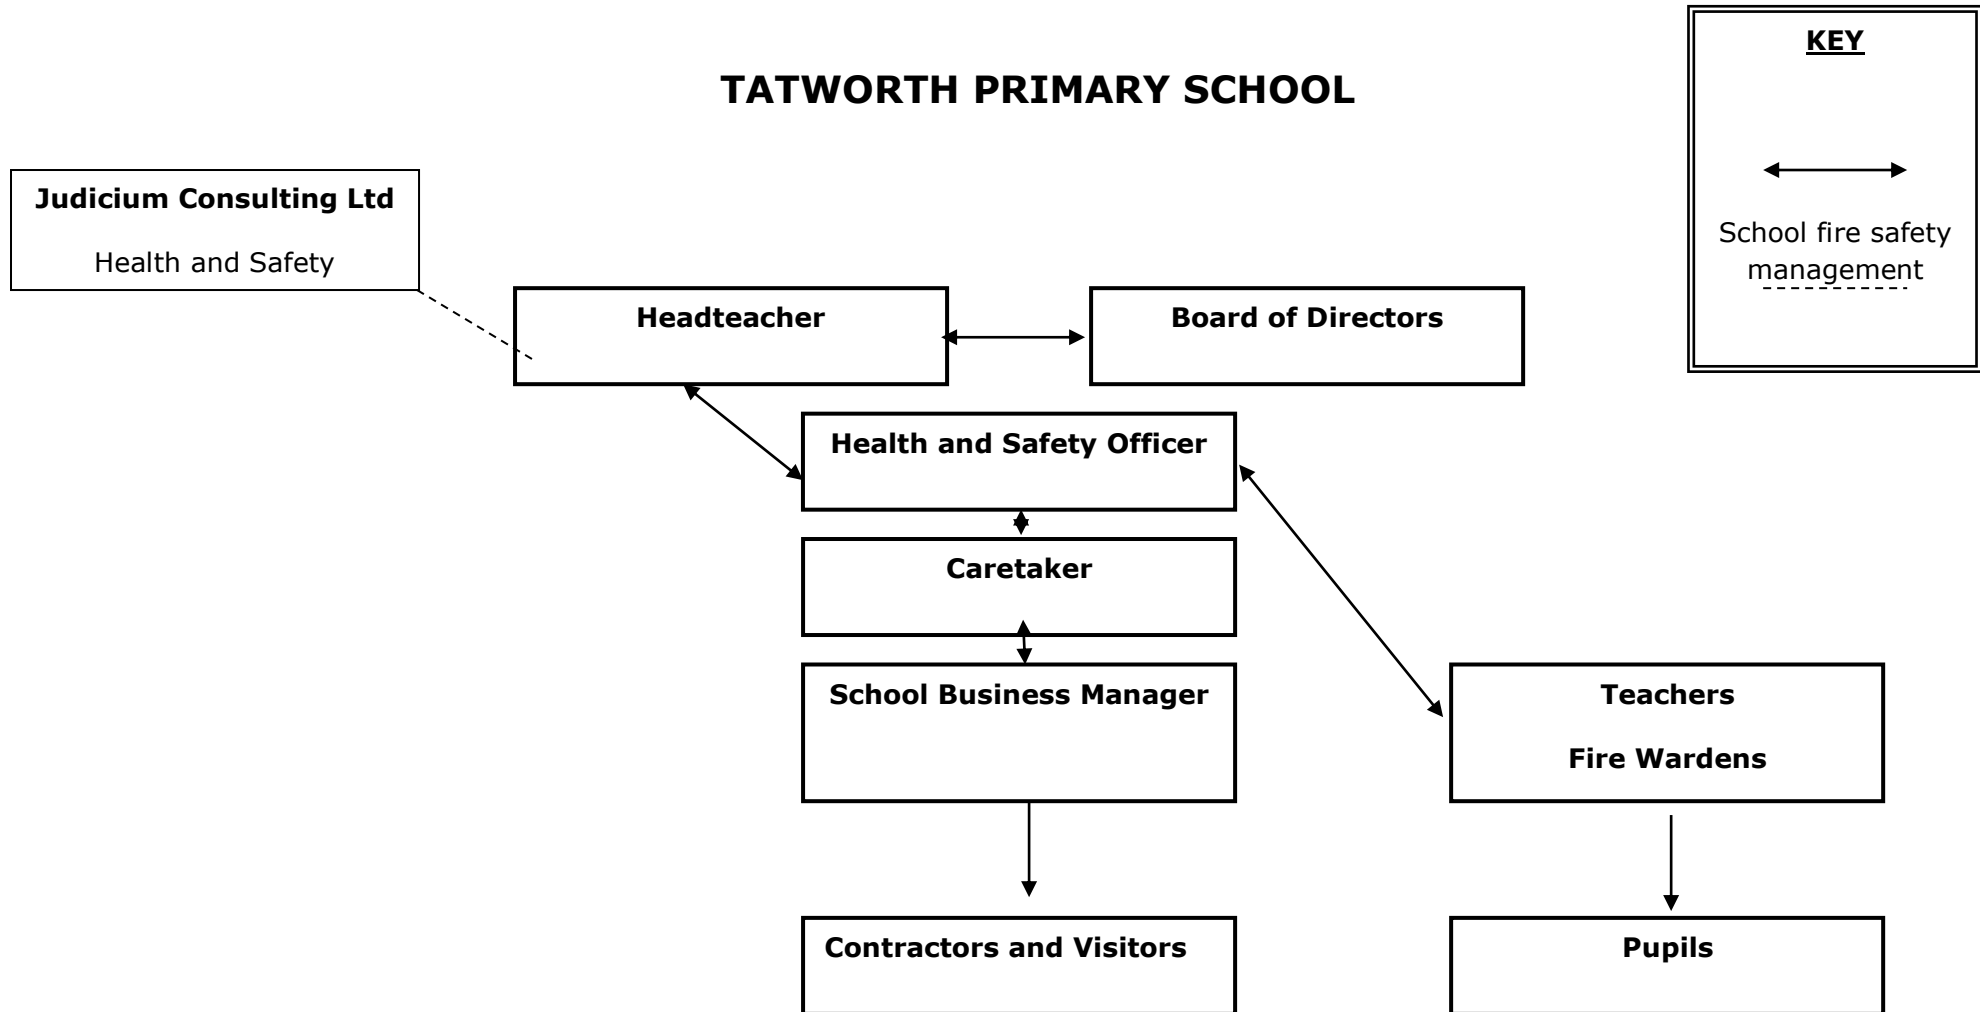 KEY
TATWORTH PRIMARY SCHOOL
Judicium Consulting Ltd
Health and Safety
School fire safety
management
Headteacher
Board of Directors
Health and Safety Officer
Caretaker
School Business Manager
Teachers
Fire Wardens
Contractors and Visitors
Pupils